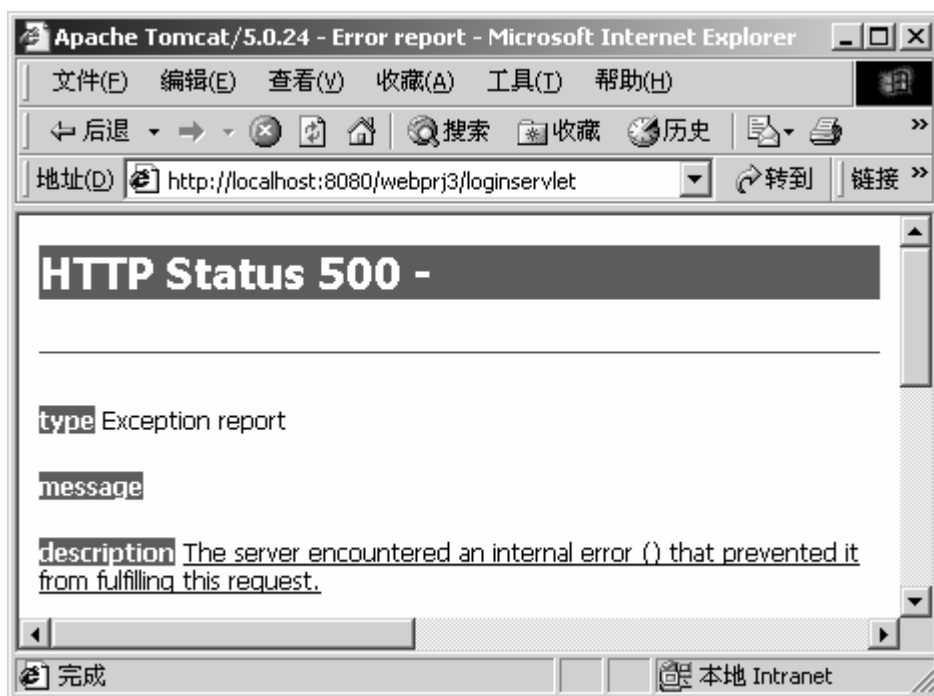 Apache Tomcat/5.0.24 - Error report - Microsoft Internet Explorer
文件(F) 编辑(E) 查看(V) 收藏(A) 工具(T) 帮助(H)
后退 搜索 收藏 历史 »
地址(D) http://localhost:8080/webprj3/loginservlet 转到 链接 »
HTTP Status 500 -
type Exception report
message
description The server encountered an internal error () that prevented it
from fulfilling this request.
完成 本地 Intranet